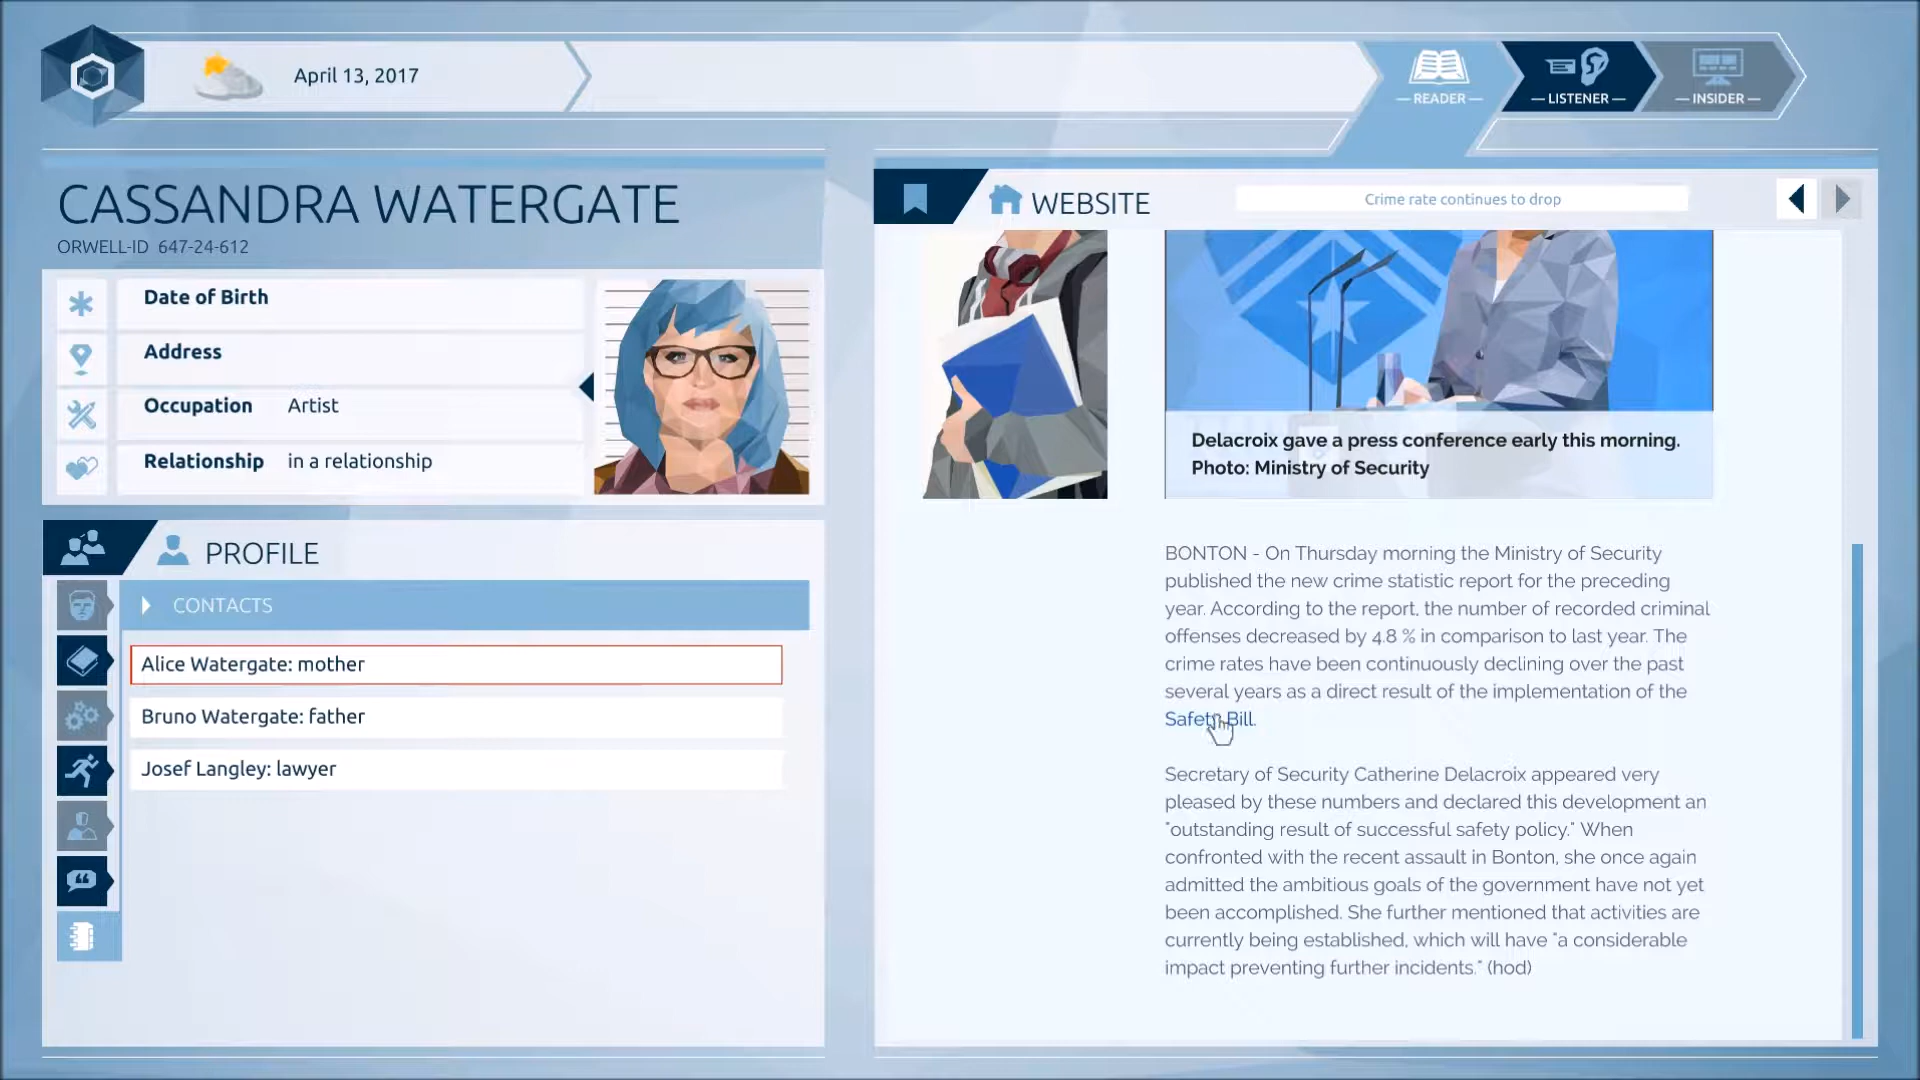 April 13, 2017
READER
LISTENER
INSIDER
CASSANDRA WATERGATE
ORWELL-ID 647-24-612
Date of Birth
Address
Occupation Artist
Relationship in a relationship
PROFILE
CONTACTS
Alice Watergate: mother
Bruno Watergate: father
Josef Langley: lawyer
WEBSITE
Crime rate continues to drop
Delacroix gave a press conference early this morning.
Photo: Ministry of Security
BONTON - On Thursday morning the Ministry of Security
published the new crime statistic report for the preceding
year. According to the report, the number of recorded criminal
offenses decreased by 4.8 % in comparison to last year. The
crime rates have been continuously declining over the past
several years as a direct result of the implementation of the
Safety Bill.
Secretary of Security Catherine Delacroix appeared very
pleased by these numbers and declared this development an
"outstanding result of successful safety policy." When
confronted with the recent assault in Bonton, she once again
admitted the ambitious goals of the government have not yet
been accomplished. She further mentioned that activities are
currently being established, which will have "a considerable
impact preventing further incidents." (hod)